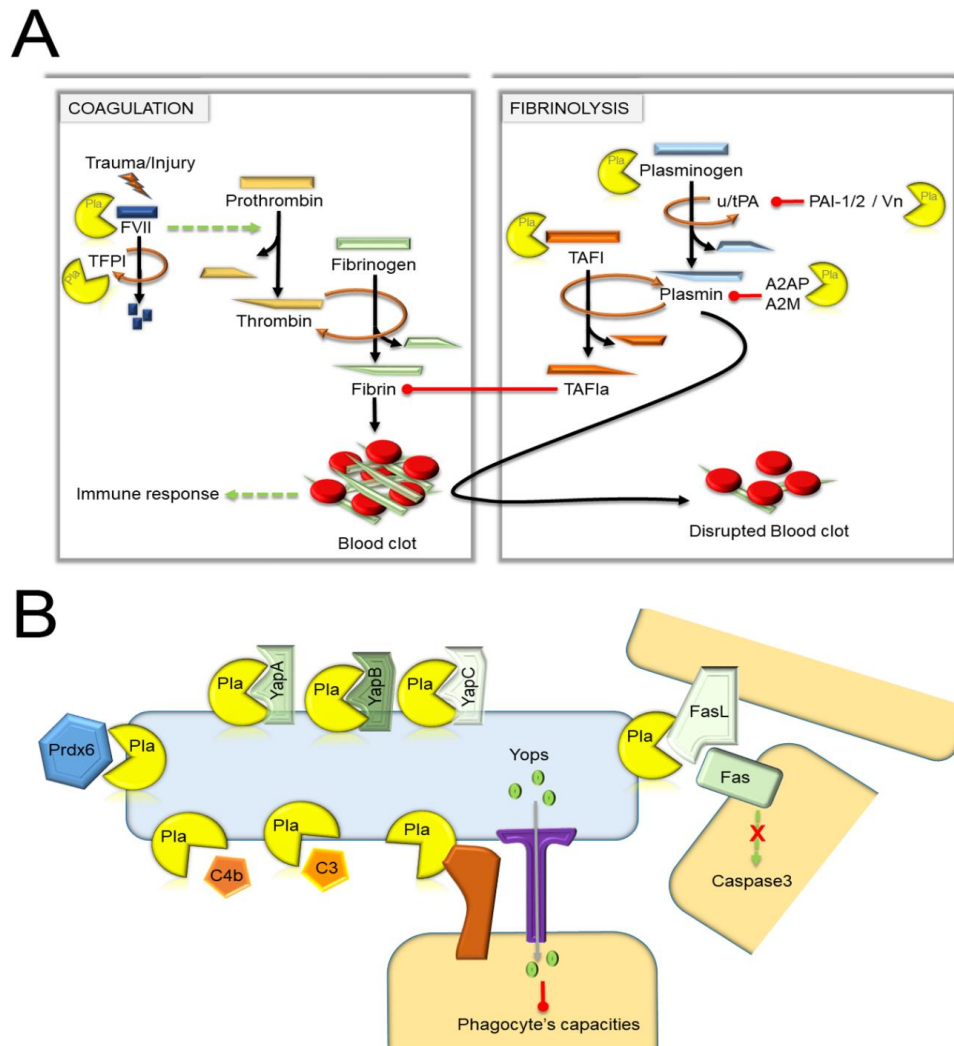 A
COAGULATION
Trauma/Injury
Pla
FVII
TFPI
Pla
Prothrombin
Thrombin
Fibrinogen
Fibrin
Immune response
Blood clot
FIBRINOLYSIS
Pla
Plasminogen
u/tPA
PAI-1/2 / Vn
Pla
Pla
TAFI
Plasmin
A2AP
A2M
Pla
TAFIa
Disrupted Blood clot
B
Pla
YapA
Pla
YapB
Pla
YapC
Prdx6
Pla
Pla
FasL
Fas
X
Caspase3
Yops
Pla
C4b
Pla
C3
Pla
Phagocyte's capacities